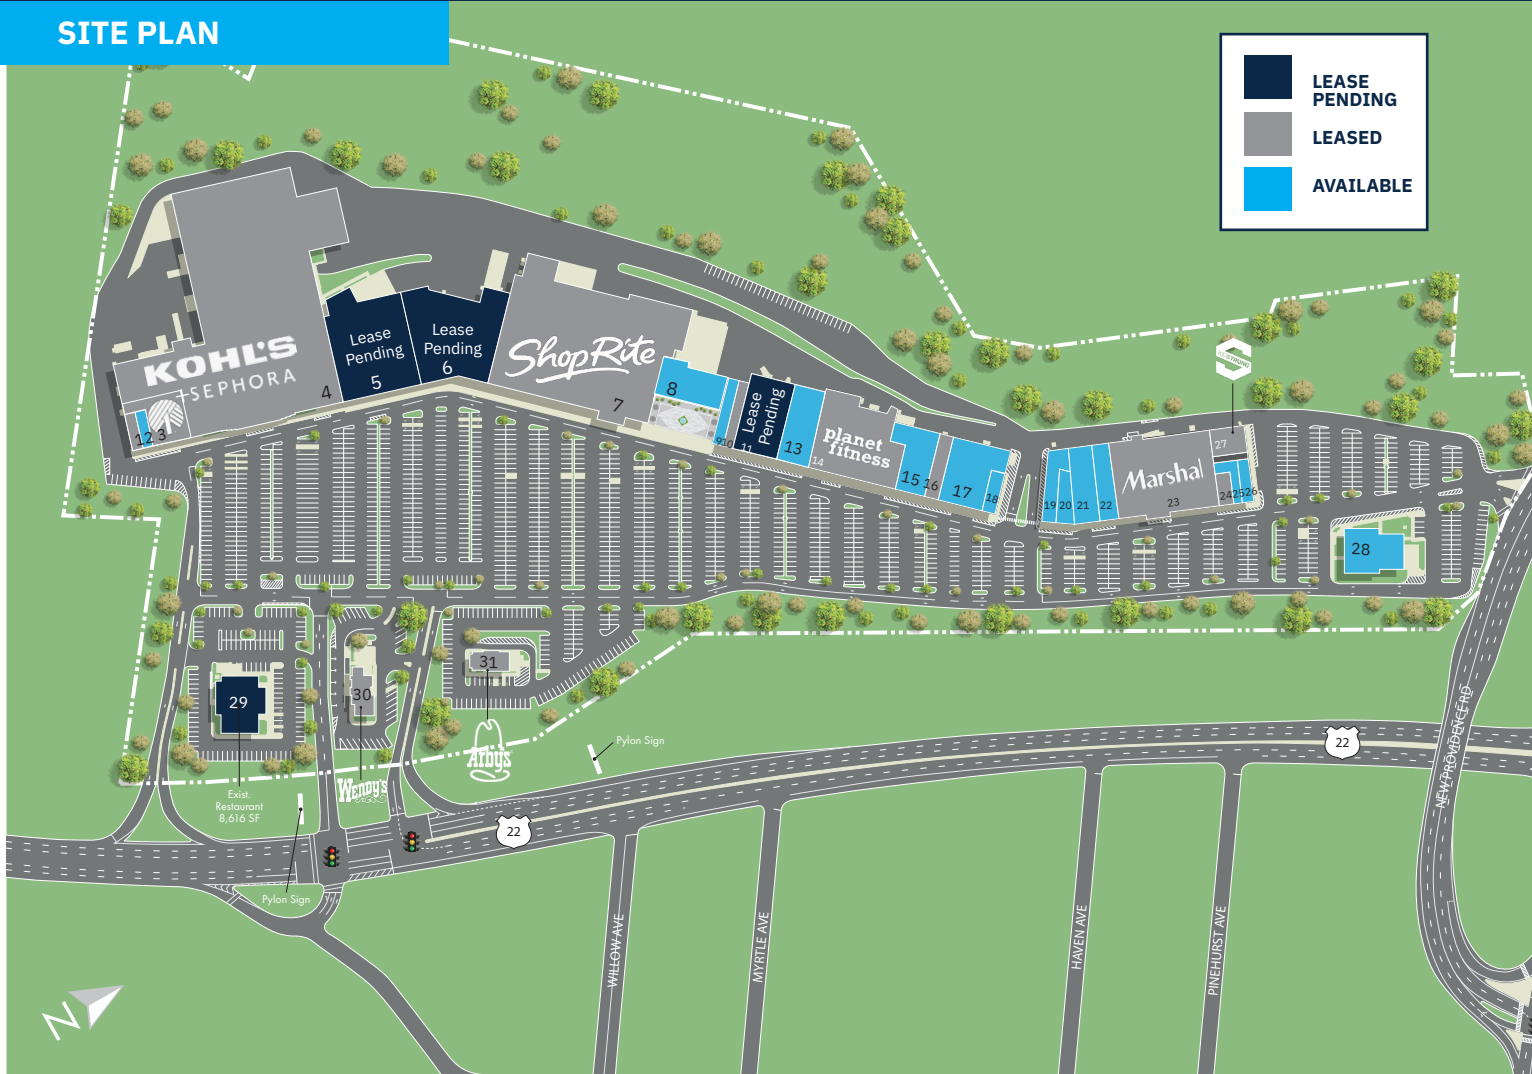 SITE PLAN
LEASE
PENDING
LEASED
AVAILABLE
KOHL'S
+SEPHORA
1
2
3
4
Lease
Pending
5
Lease
Pending
6
ShopRite
7
8
9
10
11
Lease
Pending
13
14
planet
fitness
15
16
17
18
19
20
21
22
Marshal
23
24
25
26
27
28
29
30
31
Exist.
Restaurant
8,616 SF
Wendy's
Arby's
Pylon Sign
Pylon Sign
22
22
NEW PROVIDENCE RD
WILLOW AVE
MYRTLE AVE
HAVEN AVE
PINEHURST AVE
N